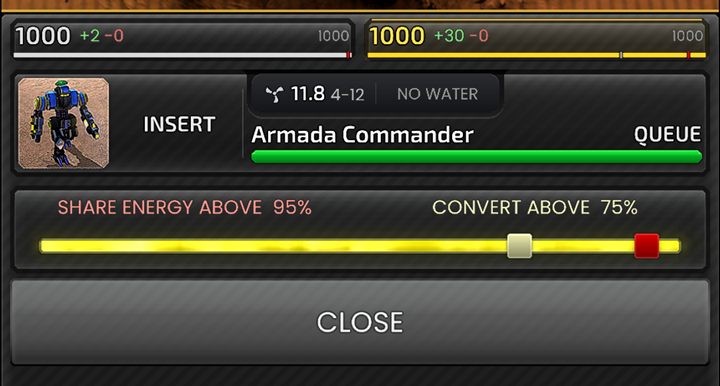 1000 +2 -0 1000 1000 +30 -0 1000
11.8 4-12 NO WATER
INSERT
Armada Commander QUEUE
SHARE ENERGY ABOVE 95% CONVERT ABOVE 75%
CLOSE